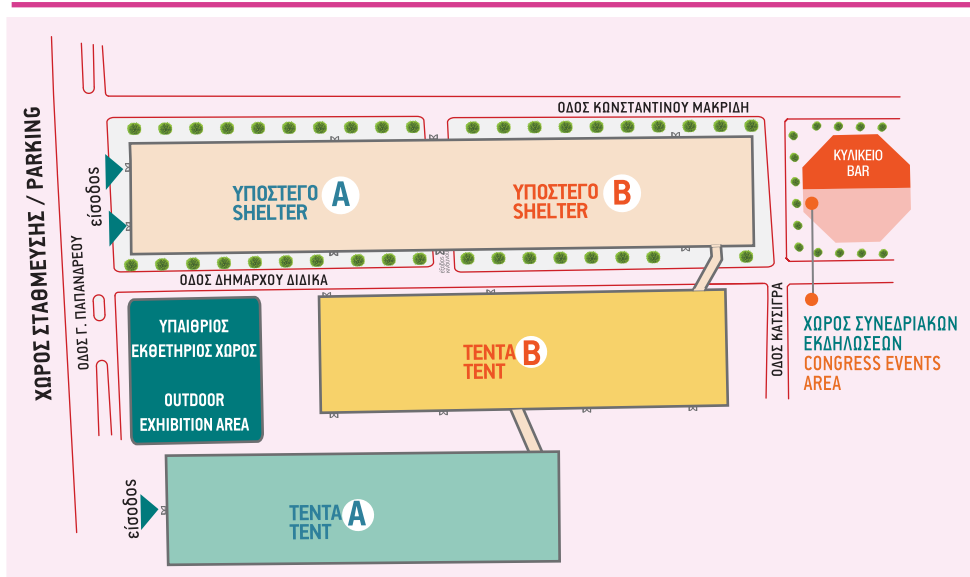 ΟΔΟΣ ΚΩΝΣΤΑΝΤΙΝΟΥ ΜΑΚΡΙΔΗ
ΧΩΡΟΣ ΣΤΑΘΜΕΥΣΗΣ / PARKING
είσοδος
ΥΠΟΣΤΕΓΟ A
SHELTER
ΥΠΟΣΤΕΓΟ B
SHELTER
ΚΥΛΙΚΕΙΟ
BAR
ΟΔΟΣ Γ. ΠΑΠΑΝΔΡΕΟΥ
ΟΔΟΣ ΔΗΜΑΡΧΟΥ ΔΙΔΙΚΑ
ΥΠΑΙΘΡΙΟΣ
ΕΚΘΕΤΗΡΙΟΣ ΧΩΡΟΣ
OUTDOOR
EXHIBITION AREA
ΤΕΝΤΑ B
TENT
ΟΔΟΣ ΚΑΤΣΙΓΡΑ
ΧΩΡΟΣ ΣΥΝΕΔΡΙΑΚΩΝ
ΕΚΔΗΛΩΣΕΩΝ
CONGRESS EVENTS
AREA
είσοδος
ΤΕΝΤΑ A
TENT